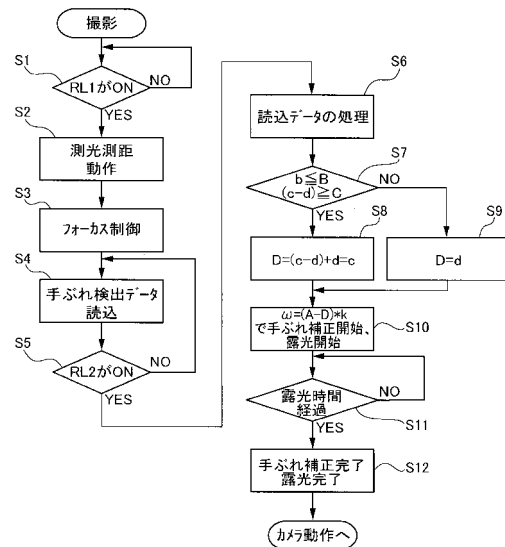 撮影
S1
RL1がON
NO
YES
S2
測光測距
動作
S3
フォーカス制御
S4
手ぶれ検出データ
読込
S5
RL2がON
NO
YES
S6
読込データの処理
S7
b≦B
(c-d)≧C
NO
YES
S8
D=(c-d)+d=c
S9
D=d
ω=(A-D)*k
で手ぶれ補正開始、
露光開始
S10
露光時間
経過
NO
S11
YES
手ぶれ補正完了
露光完了
S12
カメラ動作へ